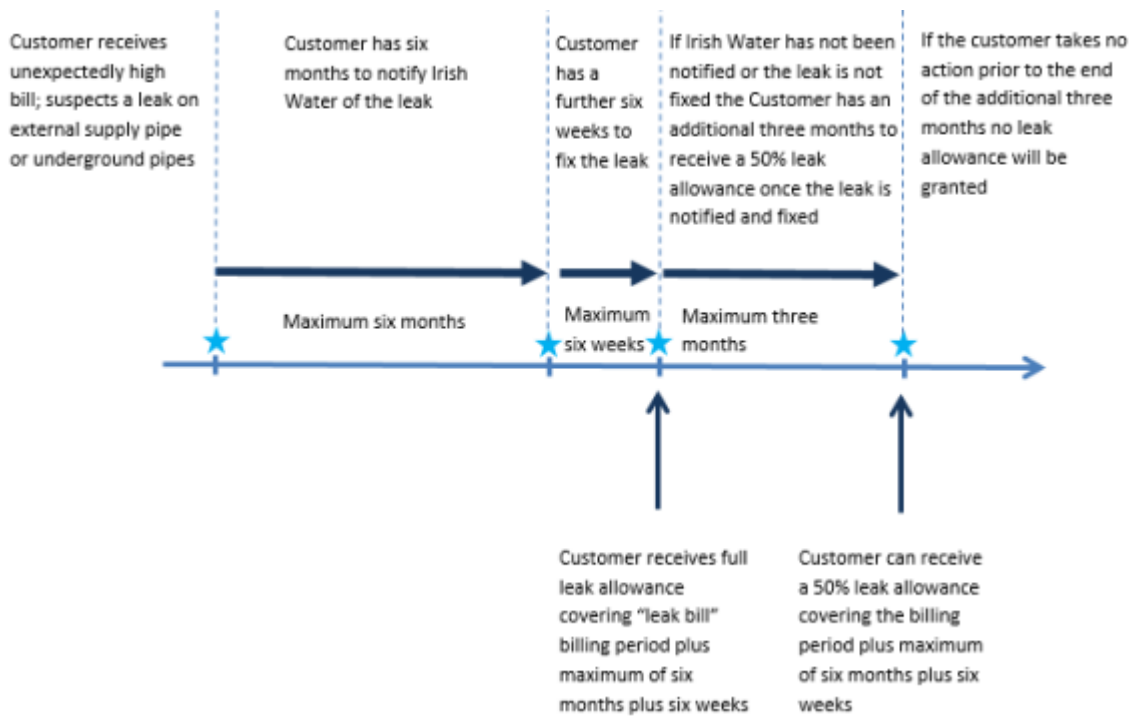 Customer receives
unexpectedly high
bill; suspects a leak on
external supply pipe
or underground pipes
Customer has six
months to notify Irish
Water of the leak
Customer
has a
further six
weeks to
fix the leak
If Irish Water has not been
notified or the leak is not
fixed the Customer has an
additional three months to
receive a 50% leak
allowance once the leak is
notified and fixed
If the customer takes no
action prior to the end
of the additional three
months no leak
allowance will be
granted
Maximum six months
Maximum
six weeks
Maximum three
months
Customer receives full
leak allowance
covering “leak bill”
billing period plus
maximum of six
months plus six weeks
Customer can receive
a 50% leak allowance
covering the billing
period plus maximum
of six months plus six
weeks